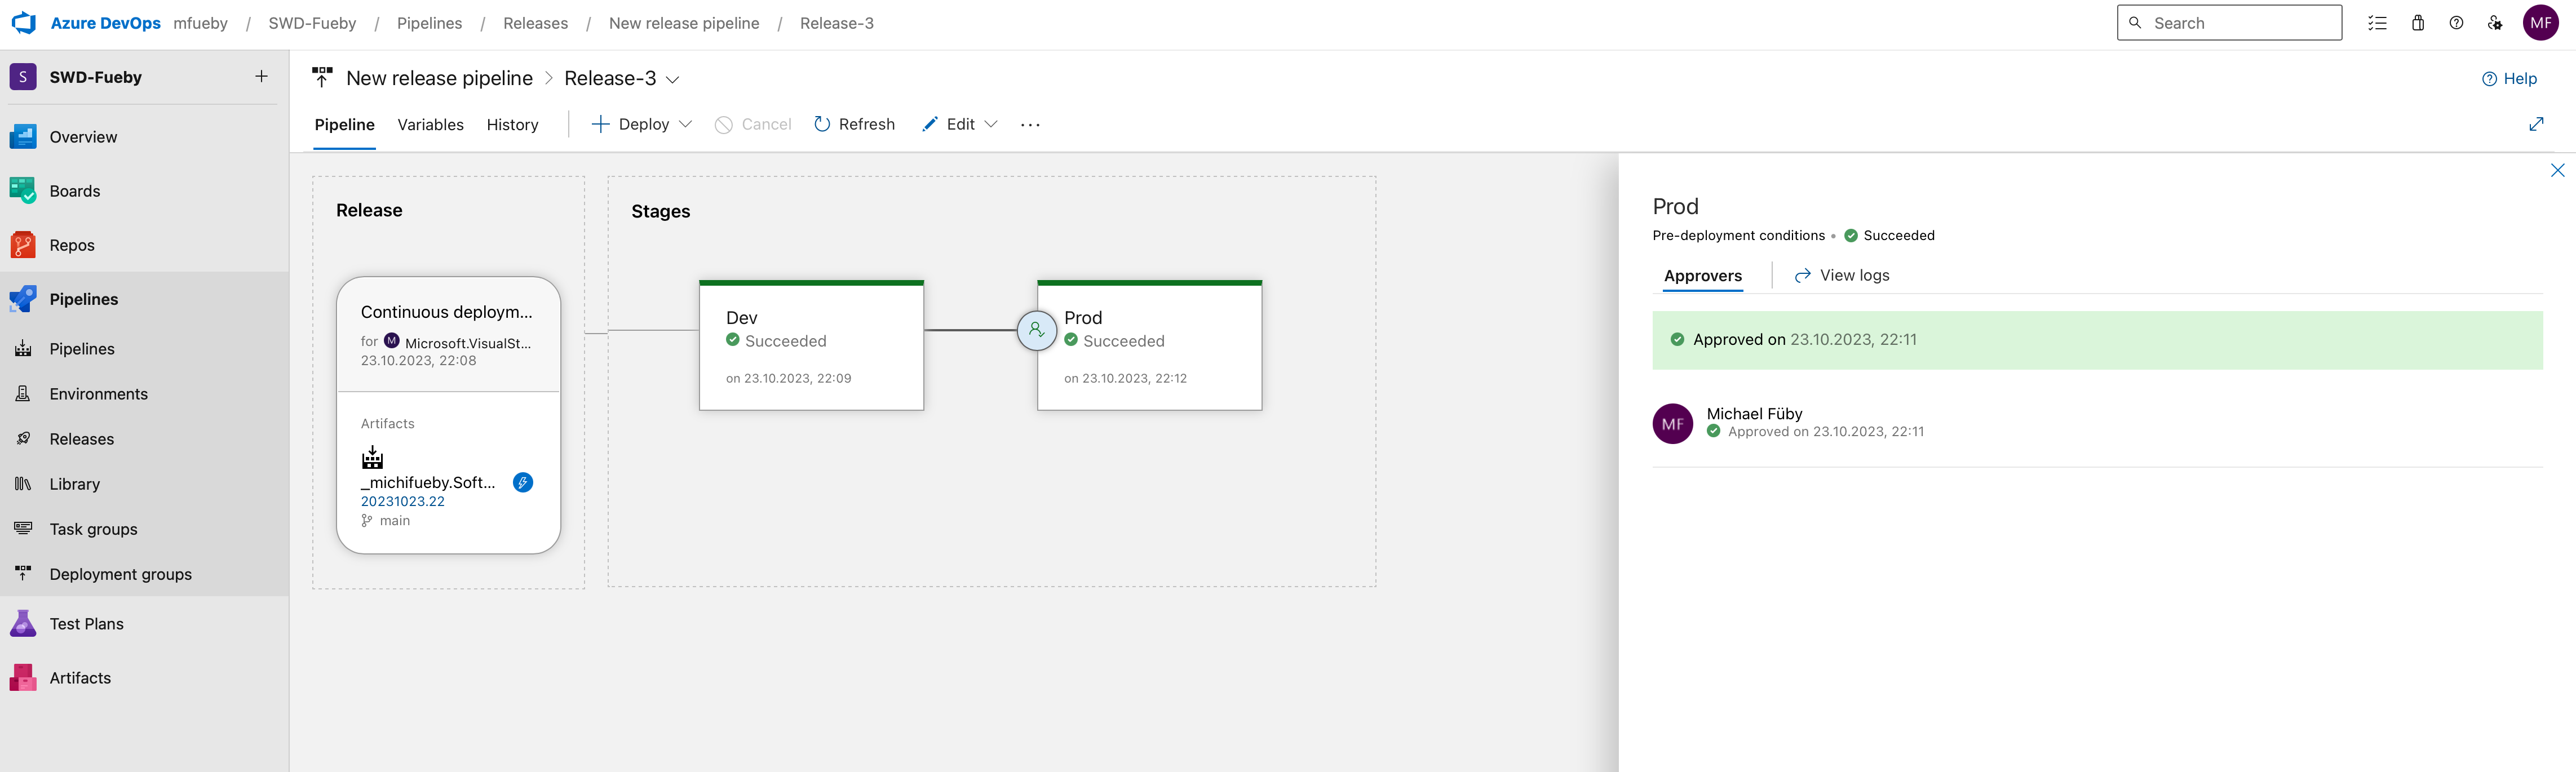 Azure DevOps mfueby / SWD-Fueby / Pipelines / Releases / New release pipeline / Release-3
Search
MF
S SWD-Fueby
Overview
Boards
Repos
Pipelines
Pipelines
Environments
Releases
Library
Task groups
Deployment groups
Test Plans
Artifacts
New release pipeline > Release-3
Help
Pipeline Variables History Deploy Cancel Refresh Edit ...
Release
Continuous deploym...
for M Microsoft.VisualSt...
23.10.2023, 22:08
Artifacts
_michifueby.Soft...
20231023.22
main
Stages
Dev
Succeeded
on 23.10.2023, 22:09
Prod
Succeeded
on 23.10.2023, 22:12
Prod
Pre-deployment conditions • Succeeded
Approvers View logs
Approved on 23.10.2023, 22:11
MF
Michael Füby
Approved on 23.10.2023, 22:11